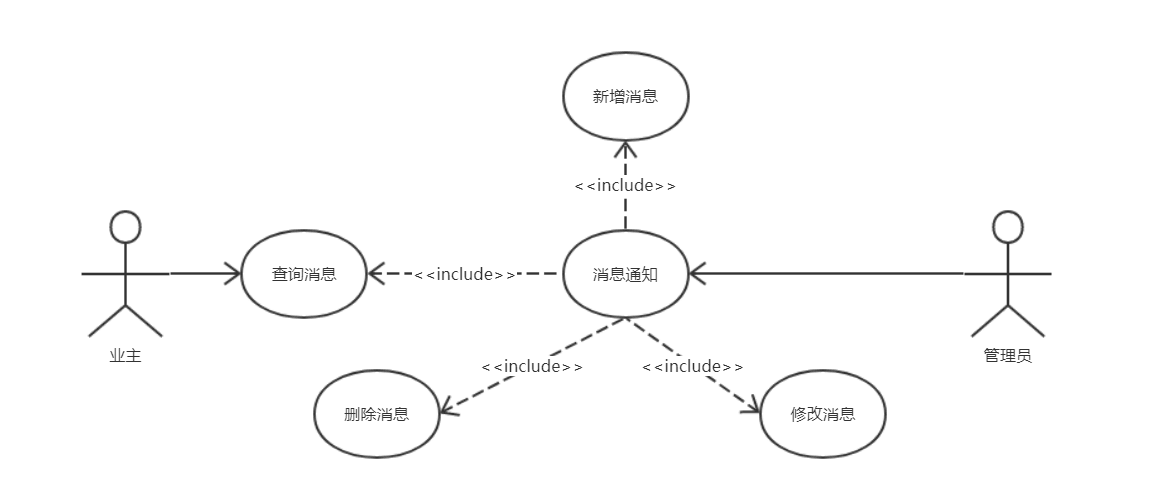 新增消息
<<include>>
查询消息
<<include>>
消息通知
业主
管理员
<<include>>
<<include>>
删除消息
修改消息